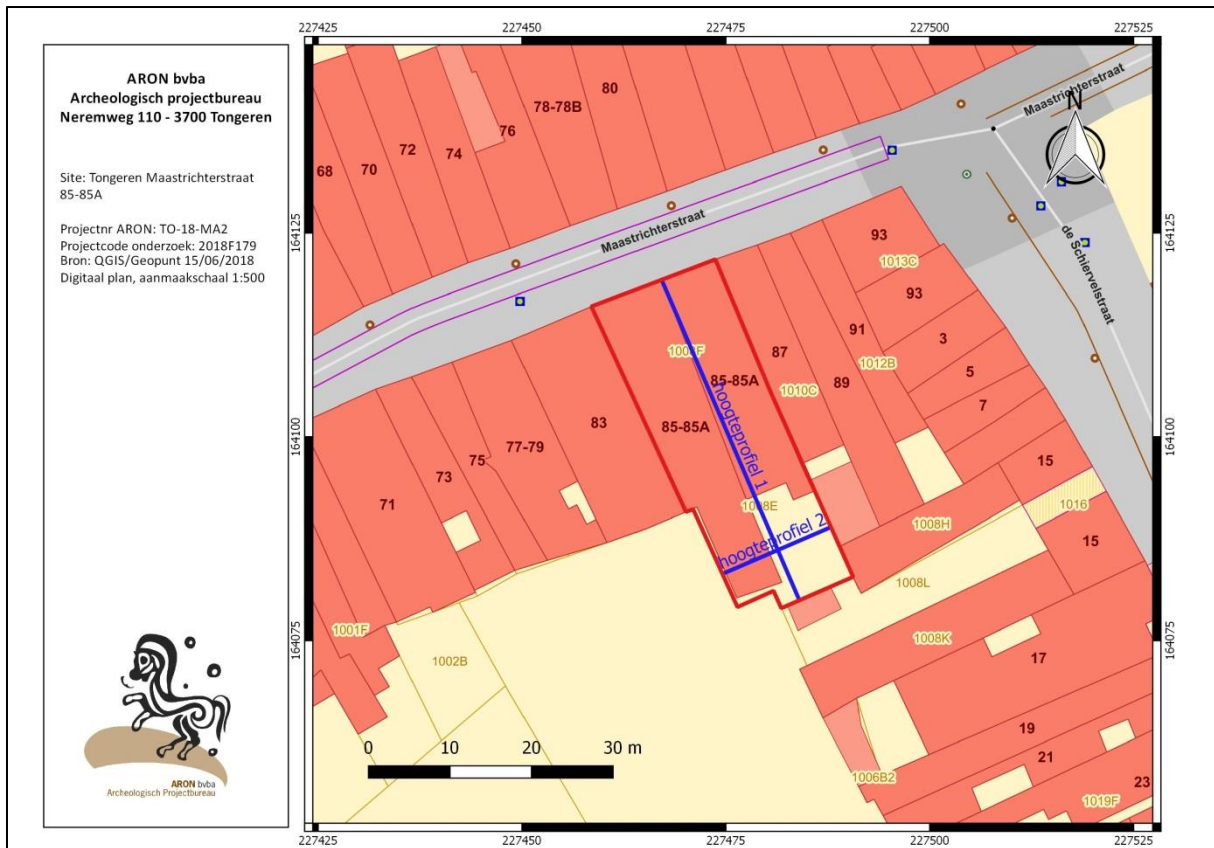 ARON bvba
Archeologisch projectbureau
Neremweg 110 - 3700 Tongeren
Site: Tongeren Maastrichterstraat
85-85A
Projectnr ARON: TO-18-MA2
Projectcode onderzoek: 2018F179
Bron: QGIS/Geopunt 15/06/2018
Digitaal plan, aanmaakschaal 1:500
ARON bvba
Archeologisch Projectbureau
227425 227450 227475 227500 227525
164125 164125
164100 164100
164075 164075
227425 227450 227475 227500 227525
N
Maastrichterstraat
Maastrichterstraat
de Schiervelstraat
68
70
72
74
76
78-78B
80
93
1013C
93
91
1012B
3
5
7
87
1010C
89
85-85A
85-85A
83
77-79
75
73
71
hoogteprofiel 1
1008E
hoogteprofiel 2
15
1016
15
1008H
1008L
1008K
1001F
1002B
17
19
21
23
1006B2
1019F
0 10 20 30 m